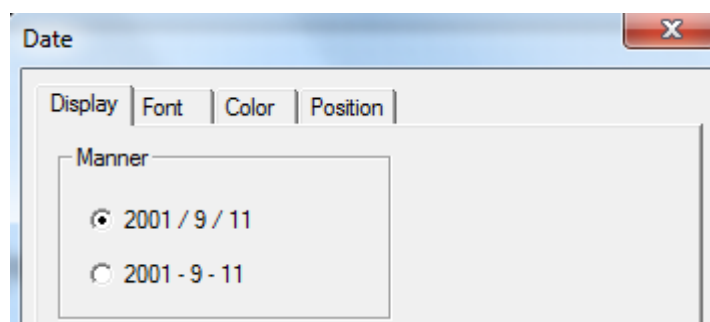 Date
Display Font Color Position
Manner
2001 / 9 / 11
2001 - 9 - 11